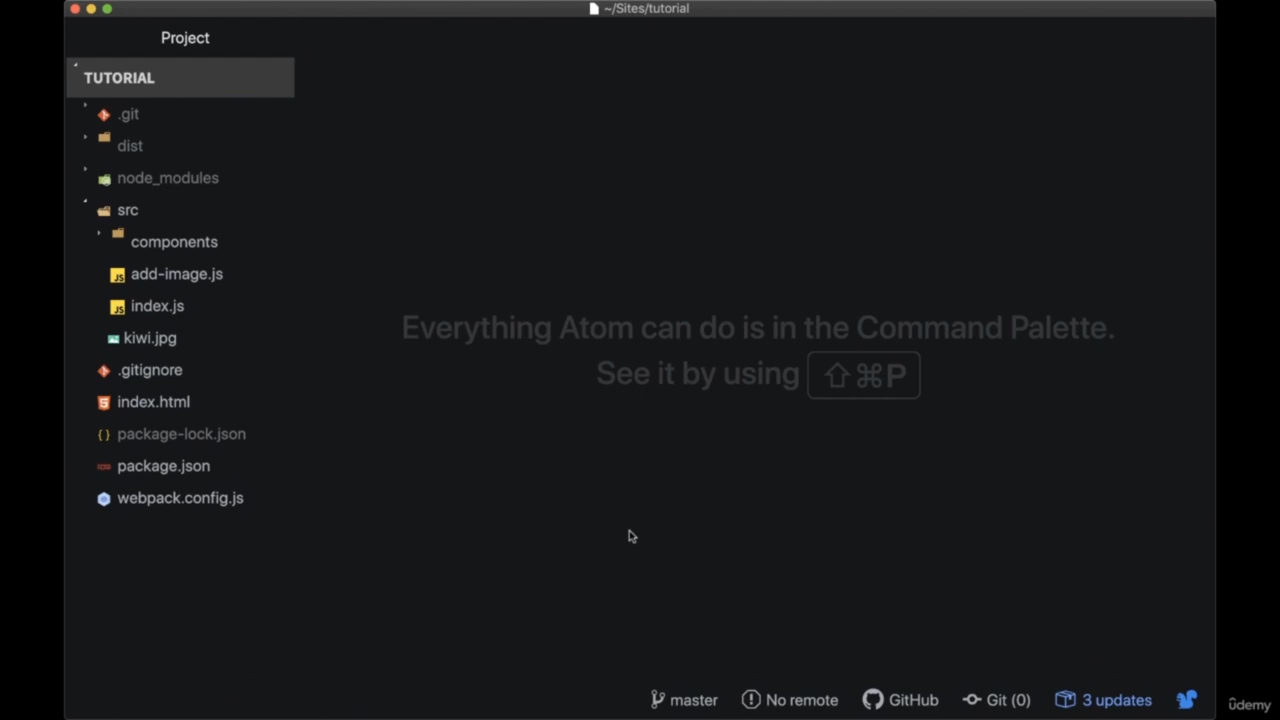 ~/Sites/tutorial
Project
TUTORIAL
.git
dist
node_modules
src
components
add-image.js
index.js
kiwi.jpg
.gitignore
index.html
package-lock.json
package.json
webpack.config.js
Everything Atom can do is in the Command Palette.
See it by using ⇧⌘P
master
No remote
GitHub
Git (0)
3 updates
ûdemy